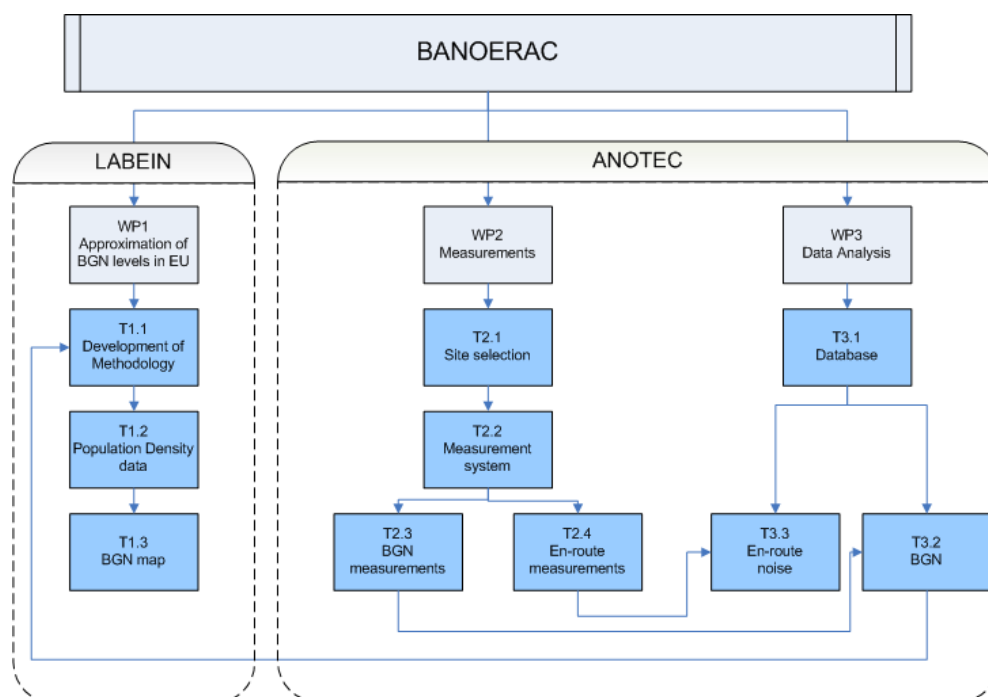 BANOERAC
LABEIN
ANOTEC
WP1
Approximation of
BGN levels in EU
WP2
Measurements
WP3
Data Analysis
T1.1
Development of
Methodology
T2.1
Site selection
T3.1
Database
T1.2
Population Density
data
T2.2
Measurement
system
T1.3
BGN map
T2.3
BGN
measurements
T2.4
En-route
measurements
T3.3
En-route
noise
T3.2
BGN